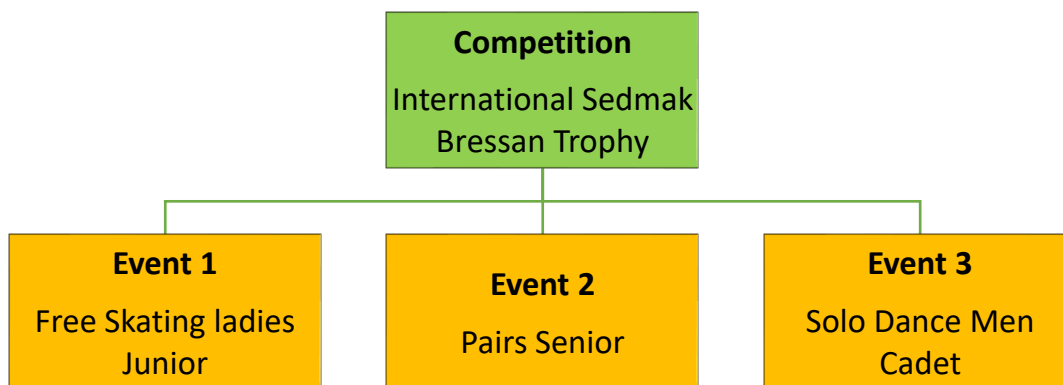 Competition
International Sedmak
Bressan Trophy
Event 1
Free Skating ladies
Junior
Event 2
Pairs Senior
Event 3
Solo Dance Men
Cadet